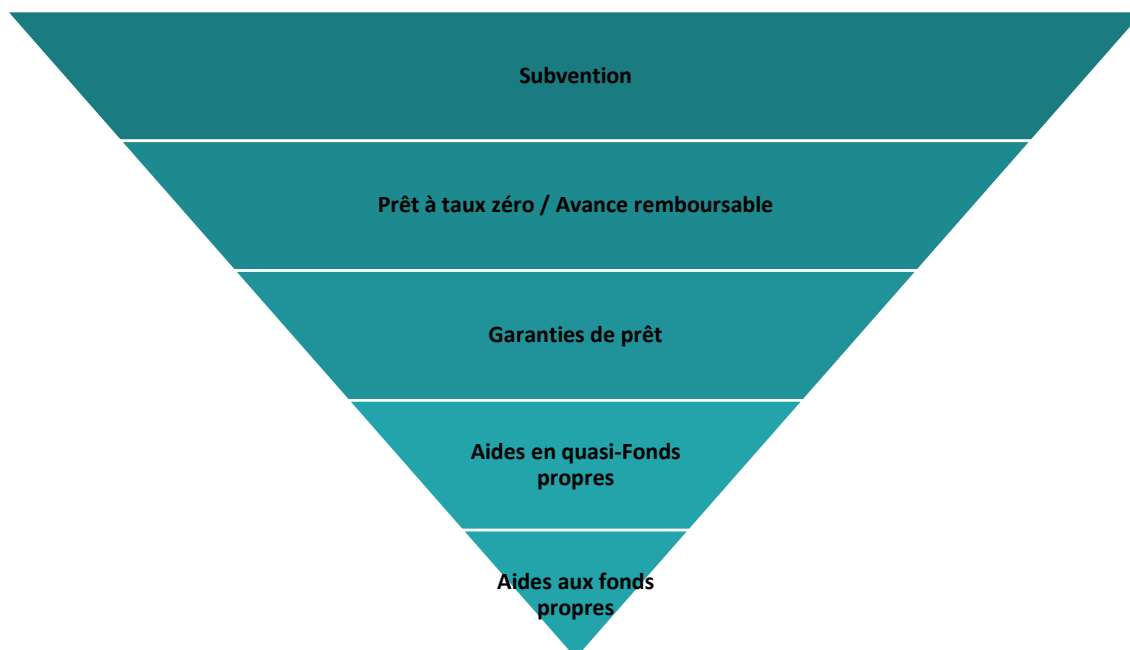 Subvention
Prêt à taux zéro / Avance remboursable
Garanties de prêt
Aides en quasi-Fonds
propres
Aides aux fonds
propres